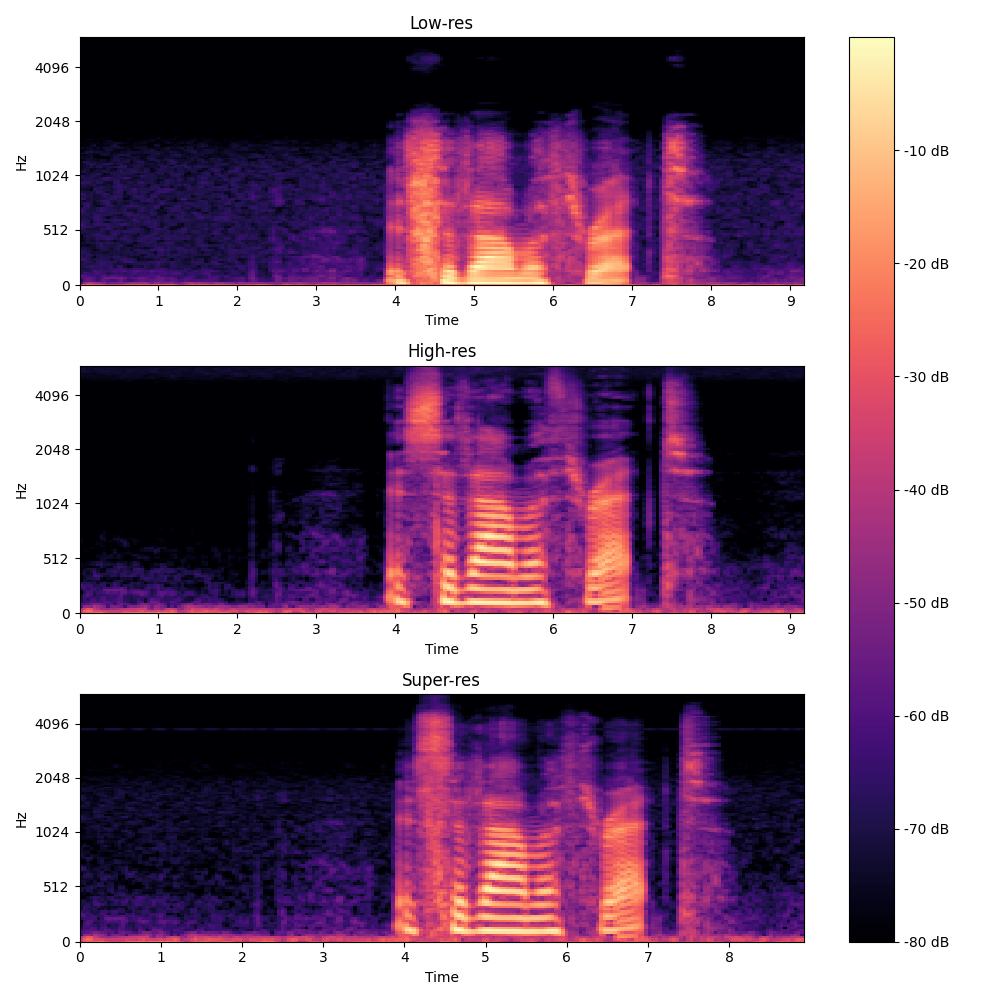 Low-res
4096
2048
1024
512
0
Hz
0 1 2 3 4 5 6 7 8 9
Time
High-res
4096
2048
1024
512
0
Hz
0 1 2 3 4 5 6 7 8 9
Time
Super-res
4096
2048
1024
512
0
Hz
0 1 2 3 4 5 6 7 8
Time
-10 dB
-20 dB
-30 dB
-40 dB
-50 dB
-60 dB
-70 dB
-80 dB